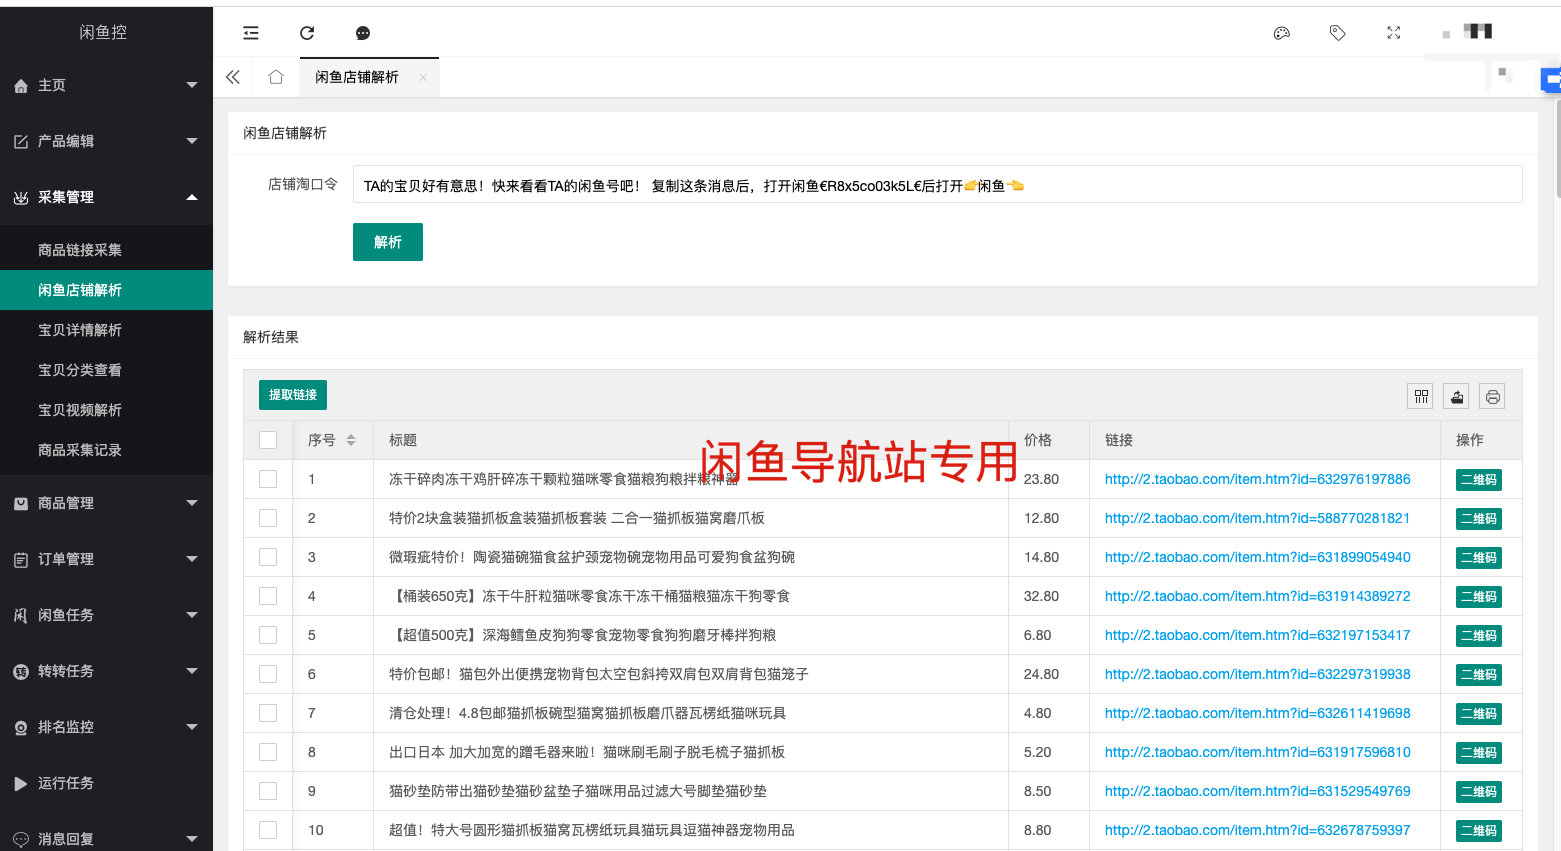 闲鱼控
主页
产品编辑
采集管理
商品链接采集
闲鱼店铺解析
宝贝详情解析
宝贝分类查看
宝贝视频解析
商品采集记录
商品管理
订单管理
闲鱼任务
转转任务
排名监控
运行任务
消息回复
闲鱼店铺解析
闲鱼店铺解析
店铺淘口令 TA的宝贝好有意思！快来看看TA的闲鱼号吧！ 复制这条消息后，打开闲鱼€R8x5co03k5L€后打开👉闲鱼👈
解析
解析结果
提取链接
序号 标题 价格 链接 操作
闲鱼导航站专用
1 冻干碎肉冻干鸡肝碎冻干颗粒猫咪零食猫粮狗粮拌粮神器 23.80 http://2.taobao.com/item.htm?id=632976197886 二维码
2 特价2块盒装猫抓板盒装猫抓板套装 二合一猫抓板猫窝磨爪板 12.80 http://2.taobao.com/item.htm?id=588770281821 二维码
3 微瑕疵特价！陶瓷猫碗猫食盆护颈宠物碗宠物用品可爱狗食盆狗碗 14.80 http://2.taobao.com/item.htm?id=631899054940 二维码
4 【桶装650克】冻干牛肝粒猫咪零食冻干冻干桶猫粮猫冻干狗零食 32.80 http://2.taobao.com/item.htm?id=631914389272 二维码
5 【超值500克】深海鳕鱼皮狗狗零食宠物零食狗狗磨牙棒拌狗粮 6.80 http://2.taobao.com/item.htm?id=632197153417 二维码
6 特价包邮！猫包外出便携宠物背包太空包斜挎双肩包双肩背包猫笼子 24.80 http://2.taobao.com/item.htm?id=632297319938 二维码
7 清仓处理！4.8包邮猫抓板碗型猫窝猫抓板磨爪器瓦楞纸猫咪玩具 4.80 http://2.taobao.com/item.htm?id=632611419698 二维码
8 出口日本 加大加宽的蹭毛器来啦！猫咪刷毛刷子脱毛梳子猫抓板 5.20 http://2.taobao.com/item.htm?id=631917596810 二维码
9 猫砂垫防带出猫砂垫猫砂盆垫子猫咪用品过滤大号脚垫猫砂垫 8.50 http://2.taobao.com/item.htm?id=631529549769 二维码
10 超值！特大号圆形猫抓板猫窝瓦楞纸玩具猫玩具逗猫神器宠物用品 8.80 http://2.taobao.com/item.htm?id=632678759397 二维码